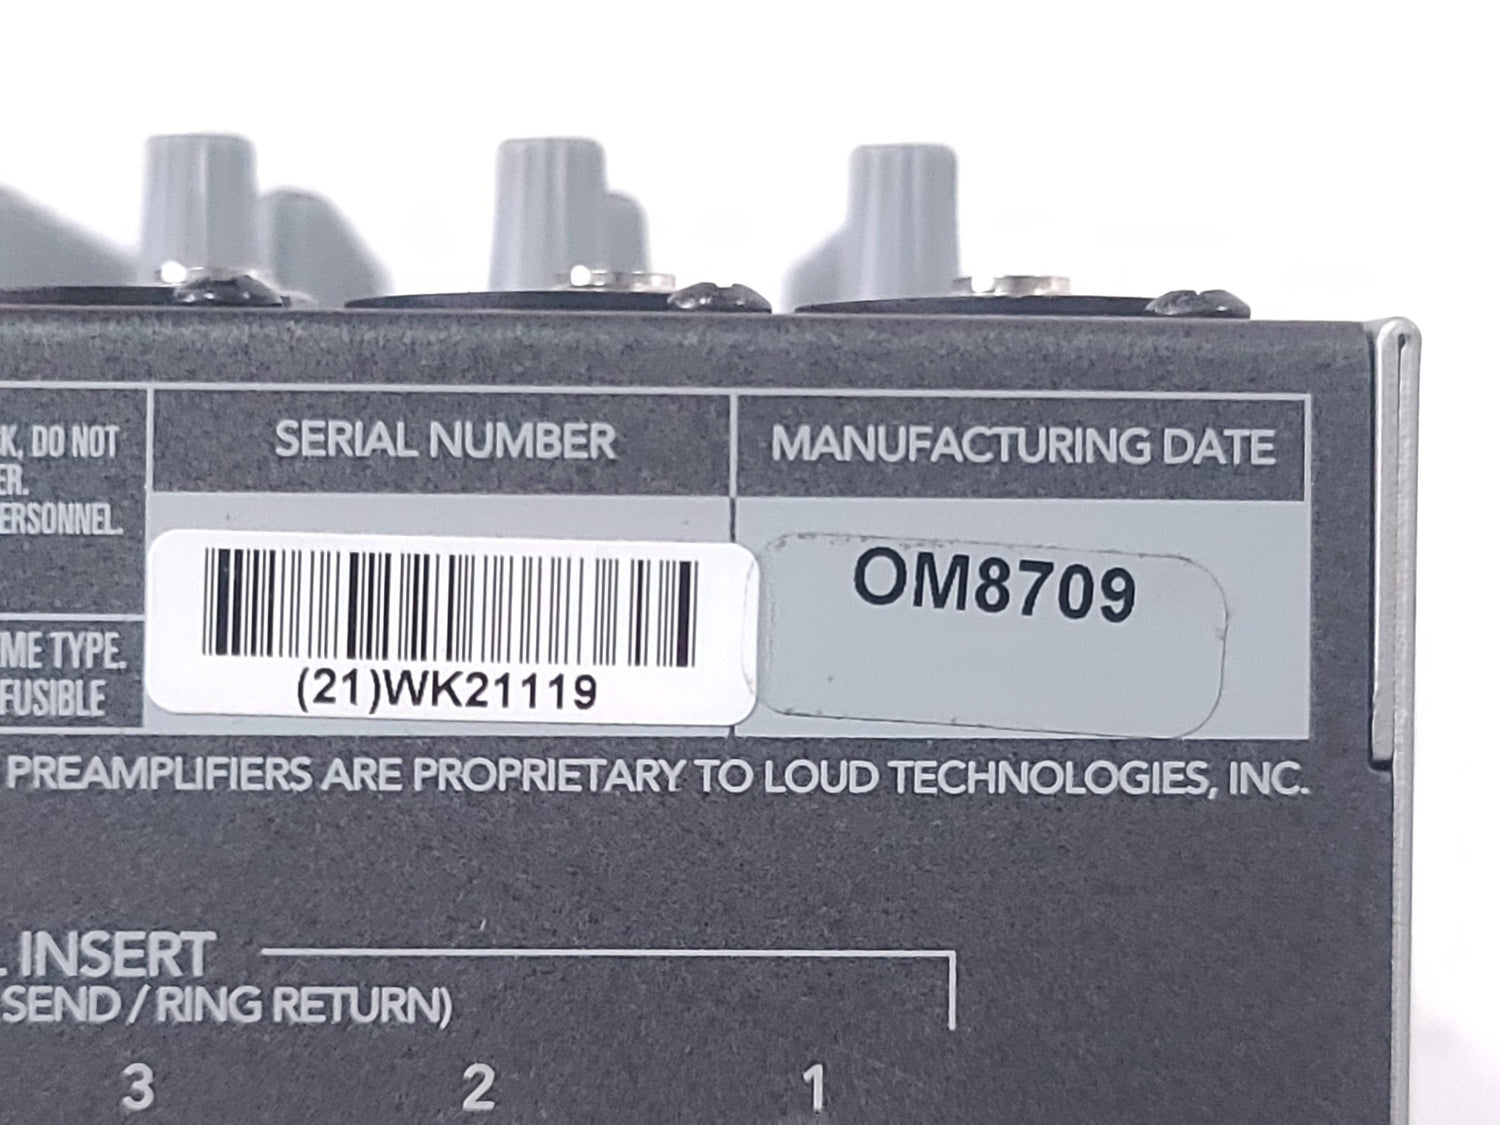 K, DO NOT
ER.
ERSONNEL.
ME TYPE.
FUSIBLE
SERIAL NUMBER
(21)WK21119
MANUFACTURING DATE
OM8709
PREAMPLIFIERS ARE PROPRIETARY TO LOUD TECHNOLOGIES, INC.
L INSERT
SEND / RING RETURN)
3 2 1